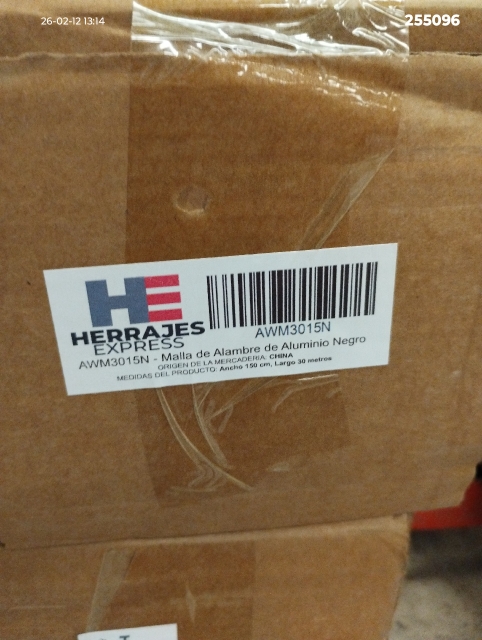 26-02-12 13:14
255096
HE
HERRAJES
EXPRESS
AWM3015N
AWM3015N - Malla de Alambre de Aluminio Negro
ORIGEN DE LA MERCADERIA: CHINA
MEDIDAS DEL PRODUCTO: Ancho 150 cm, Largo 30 metros